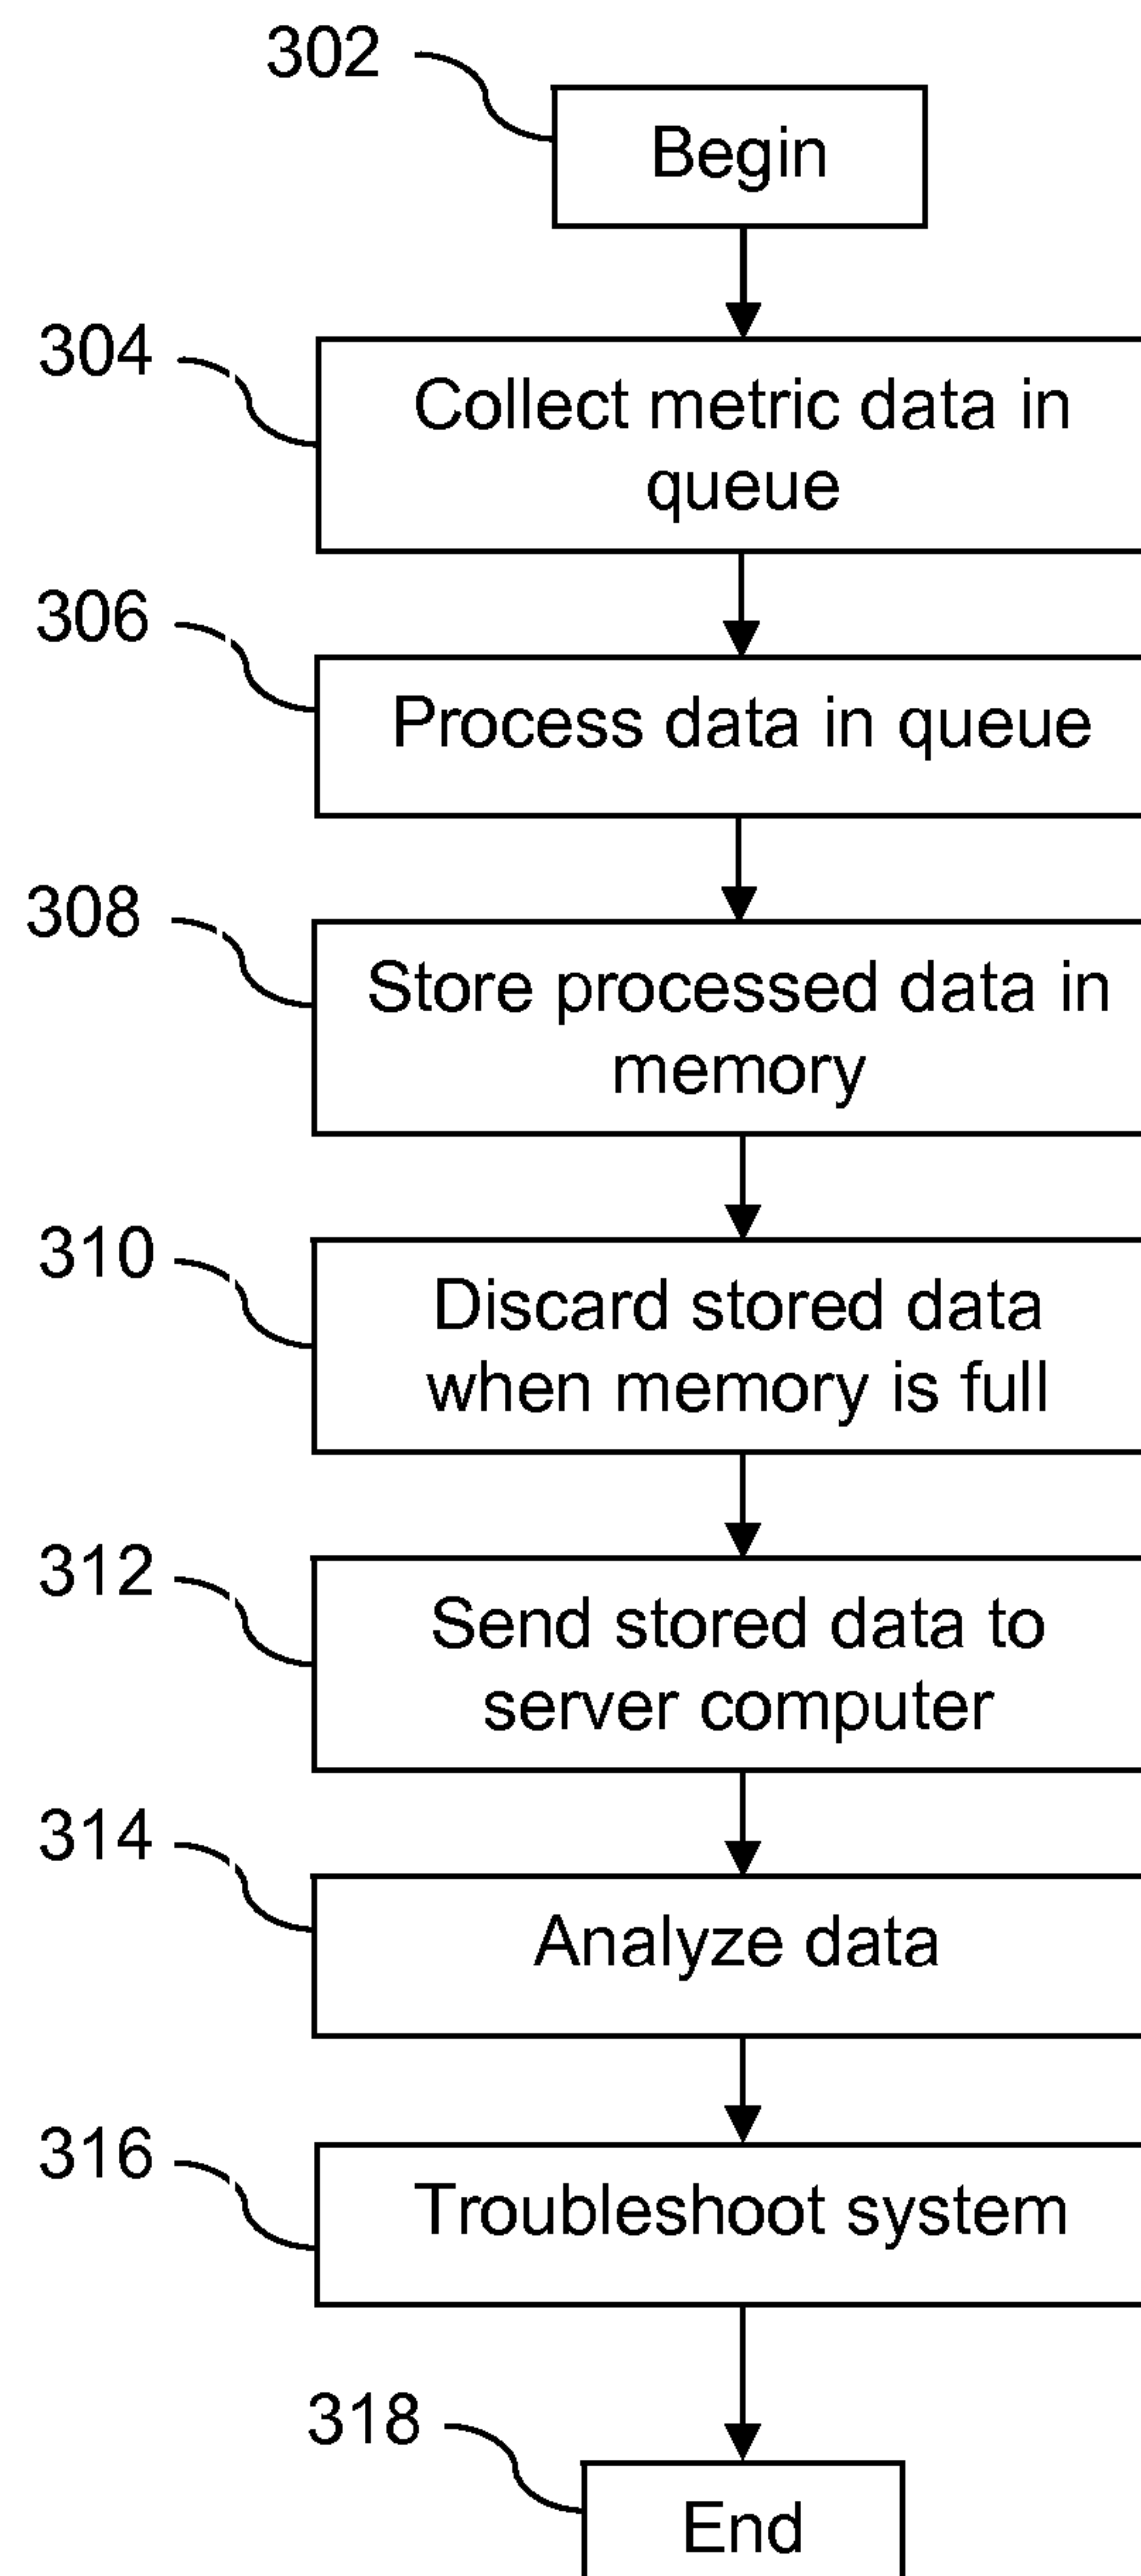 302
Begin
304
Collect metric data in
queue
306
Process data in queue
308
Store processed data in
memory
310
Discard stored data
when memory is full
312
Send stored data to
server computer
314
Analyze data
316
Troubleshoot system
318
End